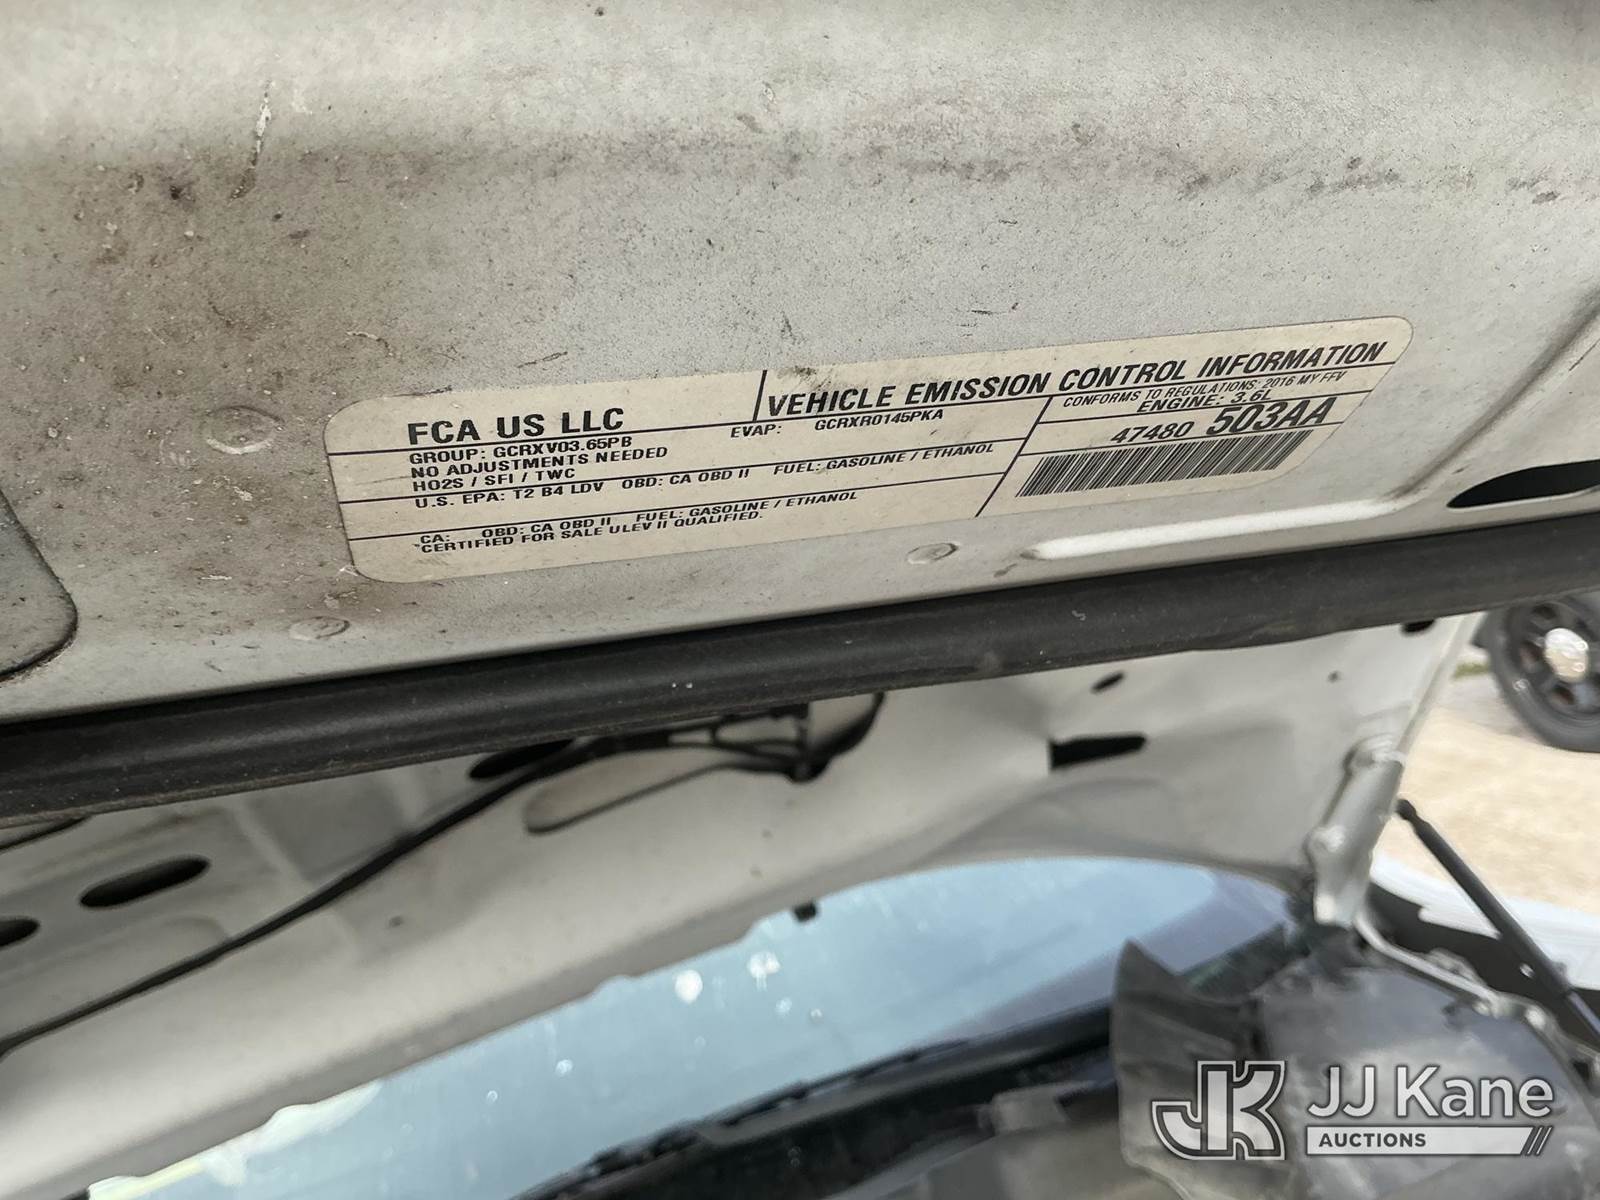 FCA US LLC
VEHICLE EMISSION CONTROL INFORMATION
GROUP: GCRXV03.65PB
EVAP: GCRXR0145PKA
NO ADJUSTMENTS NEEDED
HO2S / SFI / TWC
U.S. EPA: T2 B4 LDV OBD: CA OBD II FUEL: GASOLINE / ETHANOL
CA: OBD: CA OBD II FUEL: GASOLINE / ETHANOL
*CERTIFIED FOR SALE ULEV II QUALIFIED.
CONFORMS TO REGULATIONS: 2016 MY FFV
ENGINE: 3.6L
47480 503AA
JK JJ Kane
AUCTIONS